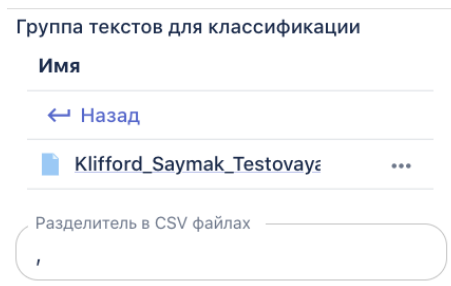 Группа текстов для классификации
Имя
Назад
Klifford_Saymak_Testovaya
Разделитель в CSV файлах
,